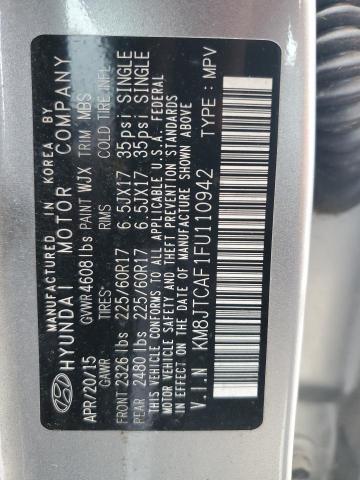 MANUFACTURED IN KOREA BY
HYUNDAI MOTOR COMPANY
APR/20/15 GVWR 4608 lbs PAINT WJX TRIM MBS
GAWR TIRES RIMS COLD TIRE INFL.
FRONT 2326 lbs 225/60R17 6.5JX17 35psi SINGLE
REAR 2480 lbs 225/60R17 6.5JX17 35psi SINGLE
THIS VEHICLE CONFORMS TO ALL APPLICABLE U.S.A. FEDERAL
MOTOR VEHICLE SAFETY AND THEFT PREVENTION STANDARDS
IN EFFECT ON THE DATE OF MANUFACTURE SHOWN ABOVE
V.I.N KM8JTCAF1FU110942 TYPE : MPV